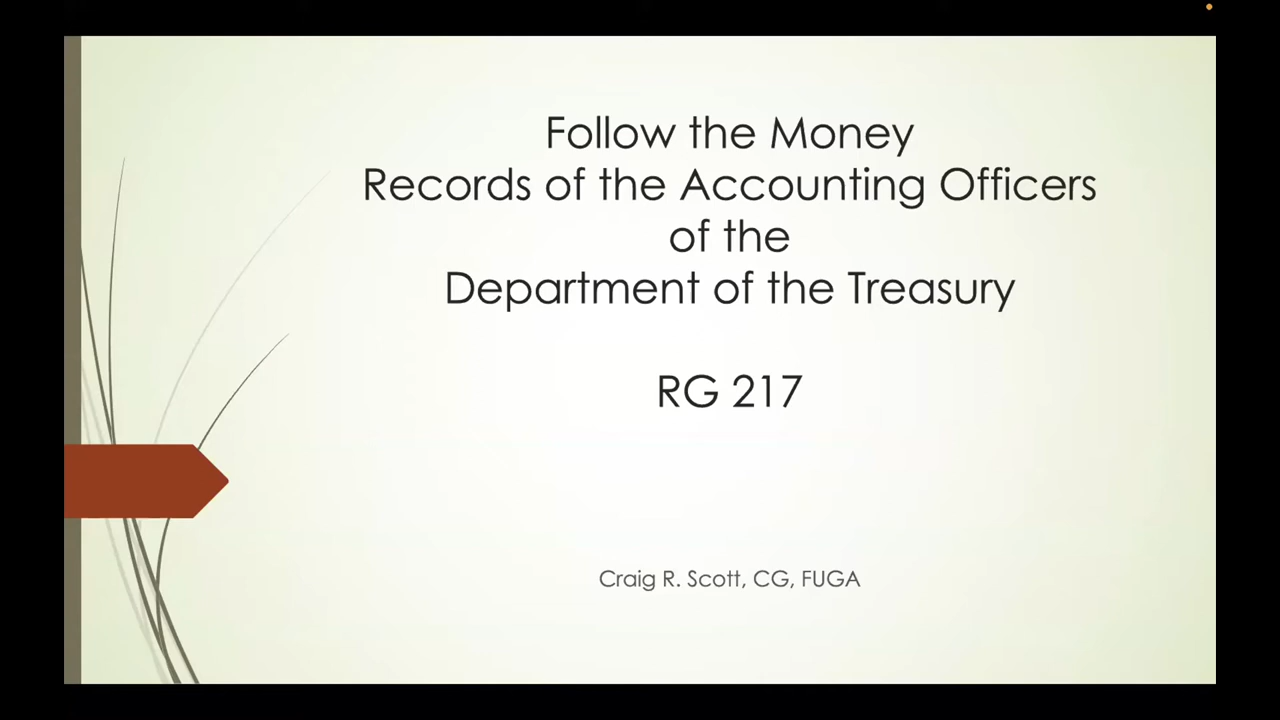 Follow the Money
Records of the Accounting Officers
of the
Department of the Treasury
RG 217
Craig R. Scott, CG, FUGA